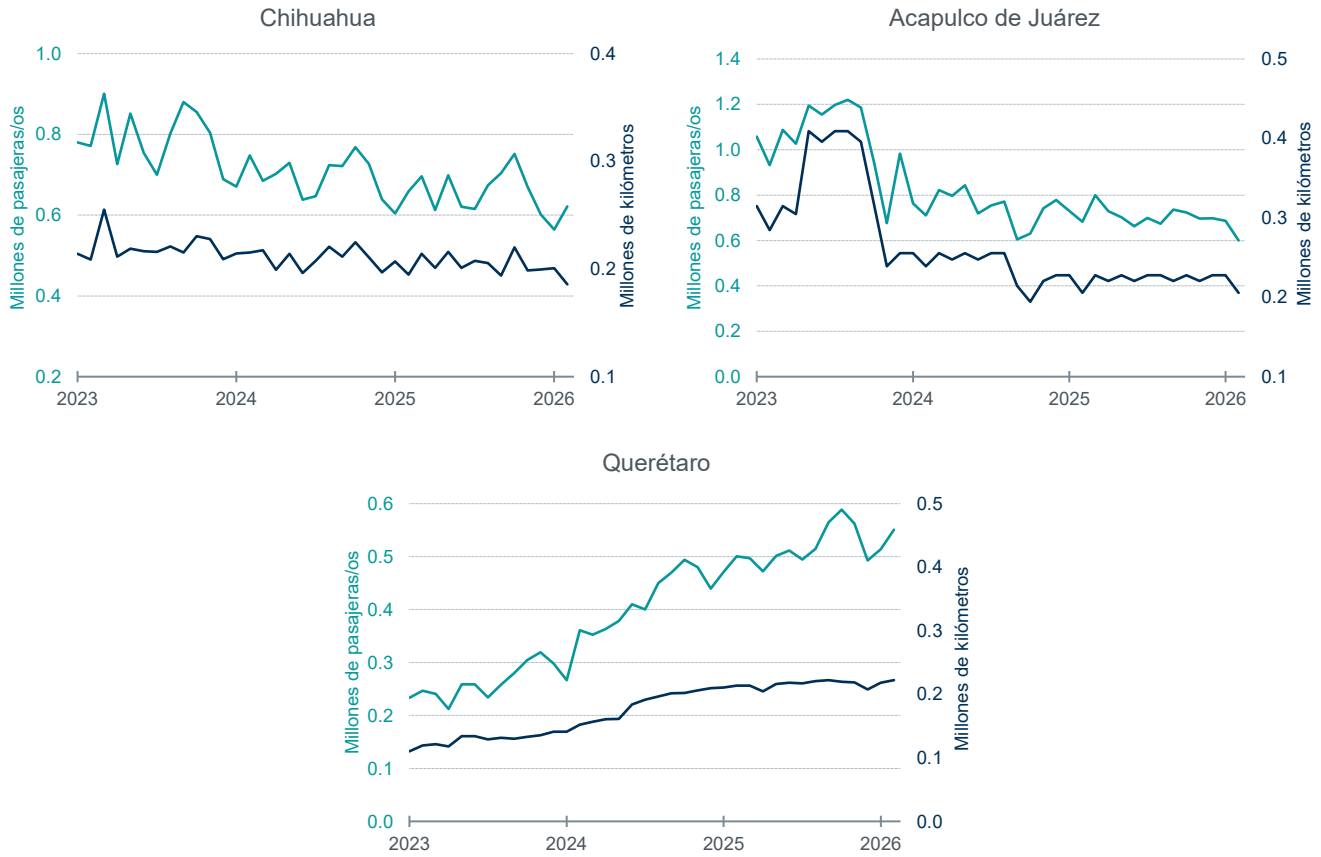 Chihuahua
Millones de pasajeras/os
1.0
0.8
0.6
0.4
0.2
0.4
0.3
0.2
0.1
Millones de kilómetros
2023 2024 2025 2026
Acapulco de Juárez
Millones de pasajeras/os
1.4
1.2
1.0
0.8
0.6
0.4
0.2
0.0
0.5
0.4
0.3
0.2
0.1
Millones de kilómetros
2023 2024 2025 2026
Querétaro
Millones de pasajeras/os
0.6
0.5
0.4
0.3
0.2
0.1
0.0
0.5
0.4
0.3
0.2
0.1
0.0
Millones de kilómetros
2023 2024 2025 2026